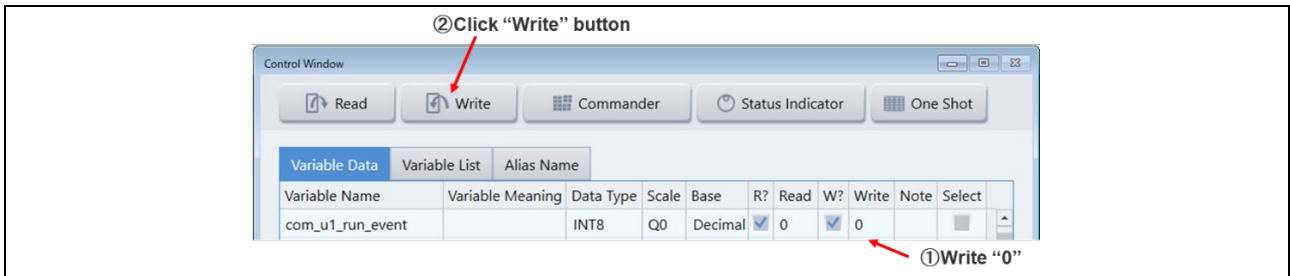 ②Click “Write” button
Control Window
Read Write Commander Status Indicator One Shot
Variable Data Variable List Alias Name
Variable Name Variable Meaning Data Type Scale Base R? Read W? Write Note Select
com_u1_run_event INT8 Q0 Decimal 0 0
①Write “0”